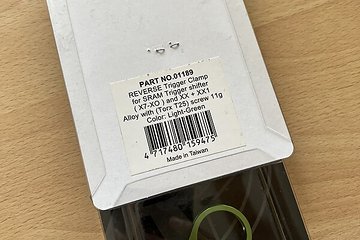 PART NO.01189
REVERSE Trigger Clamp
for SRAM Trigger shifter
( X7-XO ) and XX + XX1
Alloy with (Torx T25) screw 11g
Color: Light-Green
4 717480 159475
Made in Taiwan